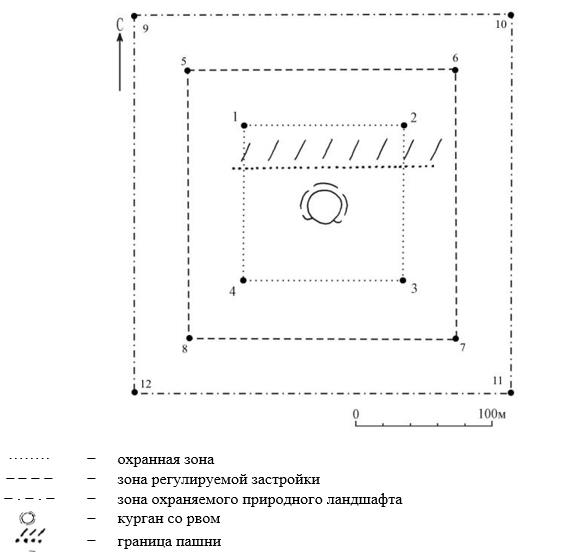 С
9
10
5
6
1
2
4
3
8
7
12
11
0
100м
– охранная зона
– зона регулируемой застройки
– зона охраняемого природного ландшафта
– курган со рвом
– граница пашни